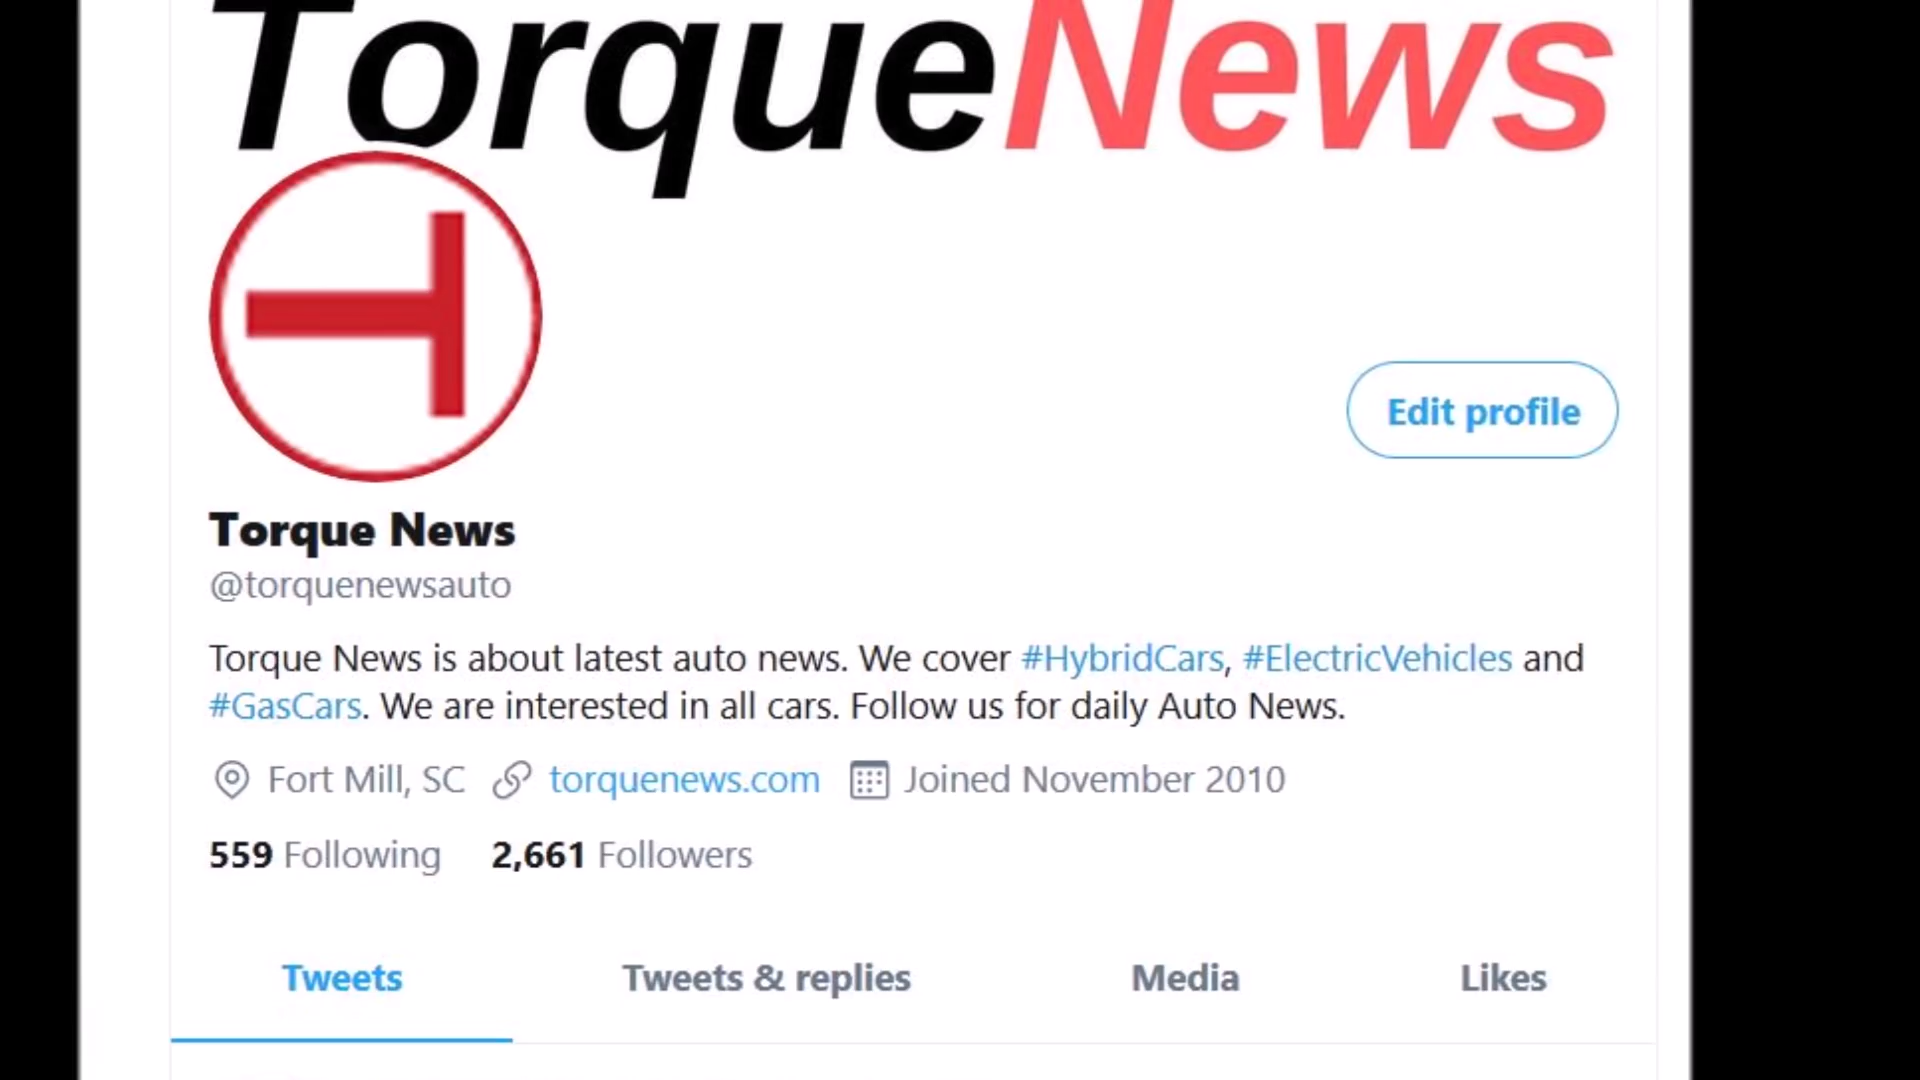 TorqueNews
T
Edit profile
Torque News
@torquenewsauto
Torque News is about latest auto news. We cover #HybridCars, #ElectricVehicles and
#GasCars. We are interested in all cars. Follow us for daily Auto News.
Fort Mill, SC torquenews.com Joined November 2010
559 Following 2,661 Followers
Tweets Tweets & replies Media Likes